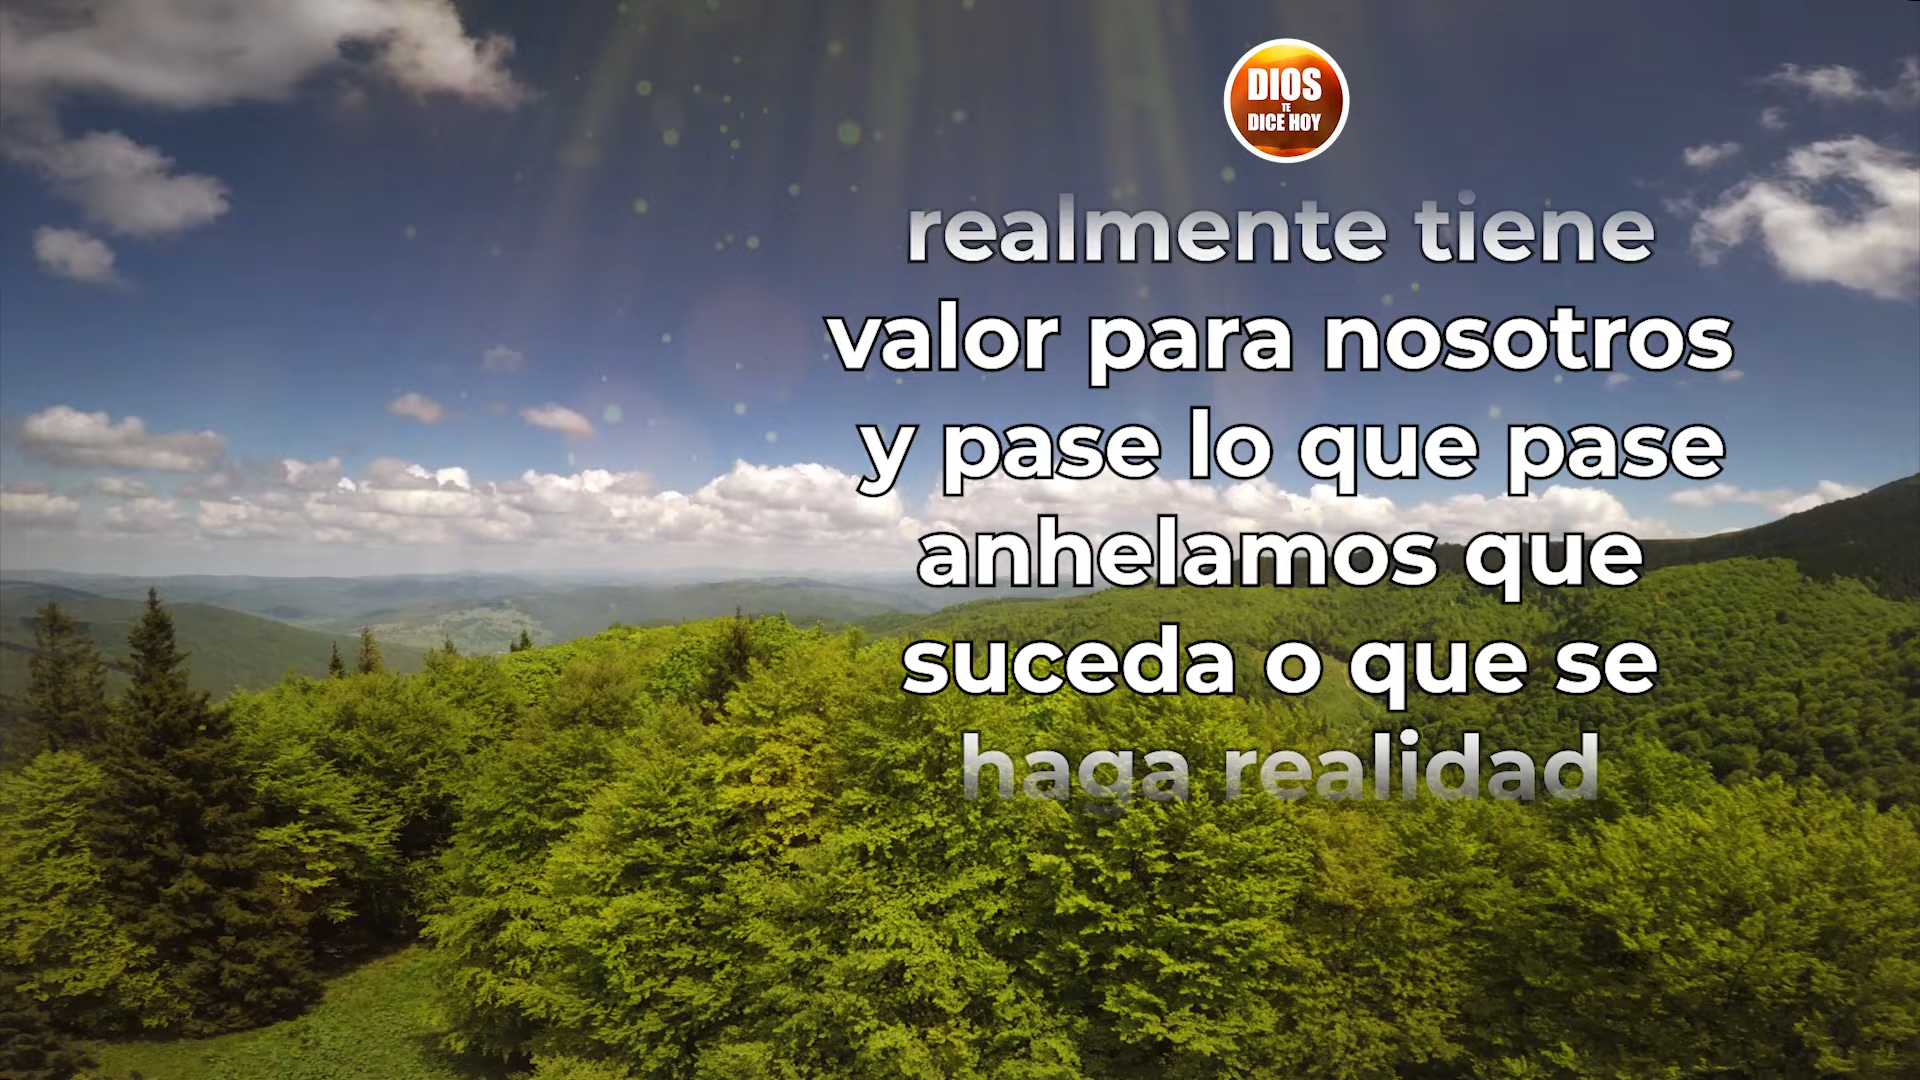 DIOS
TE
DICE HOY
realmente tiene
valor para nosotros
y pase lo que pase
anhelamos que
suceda o que se
haga realidad